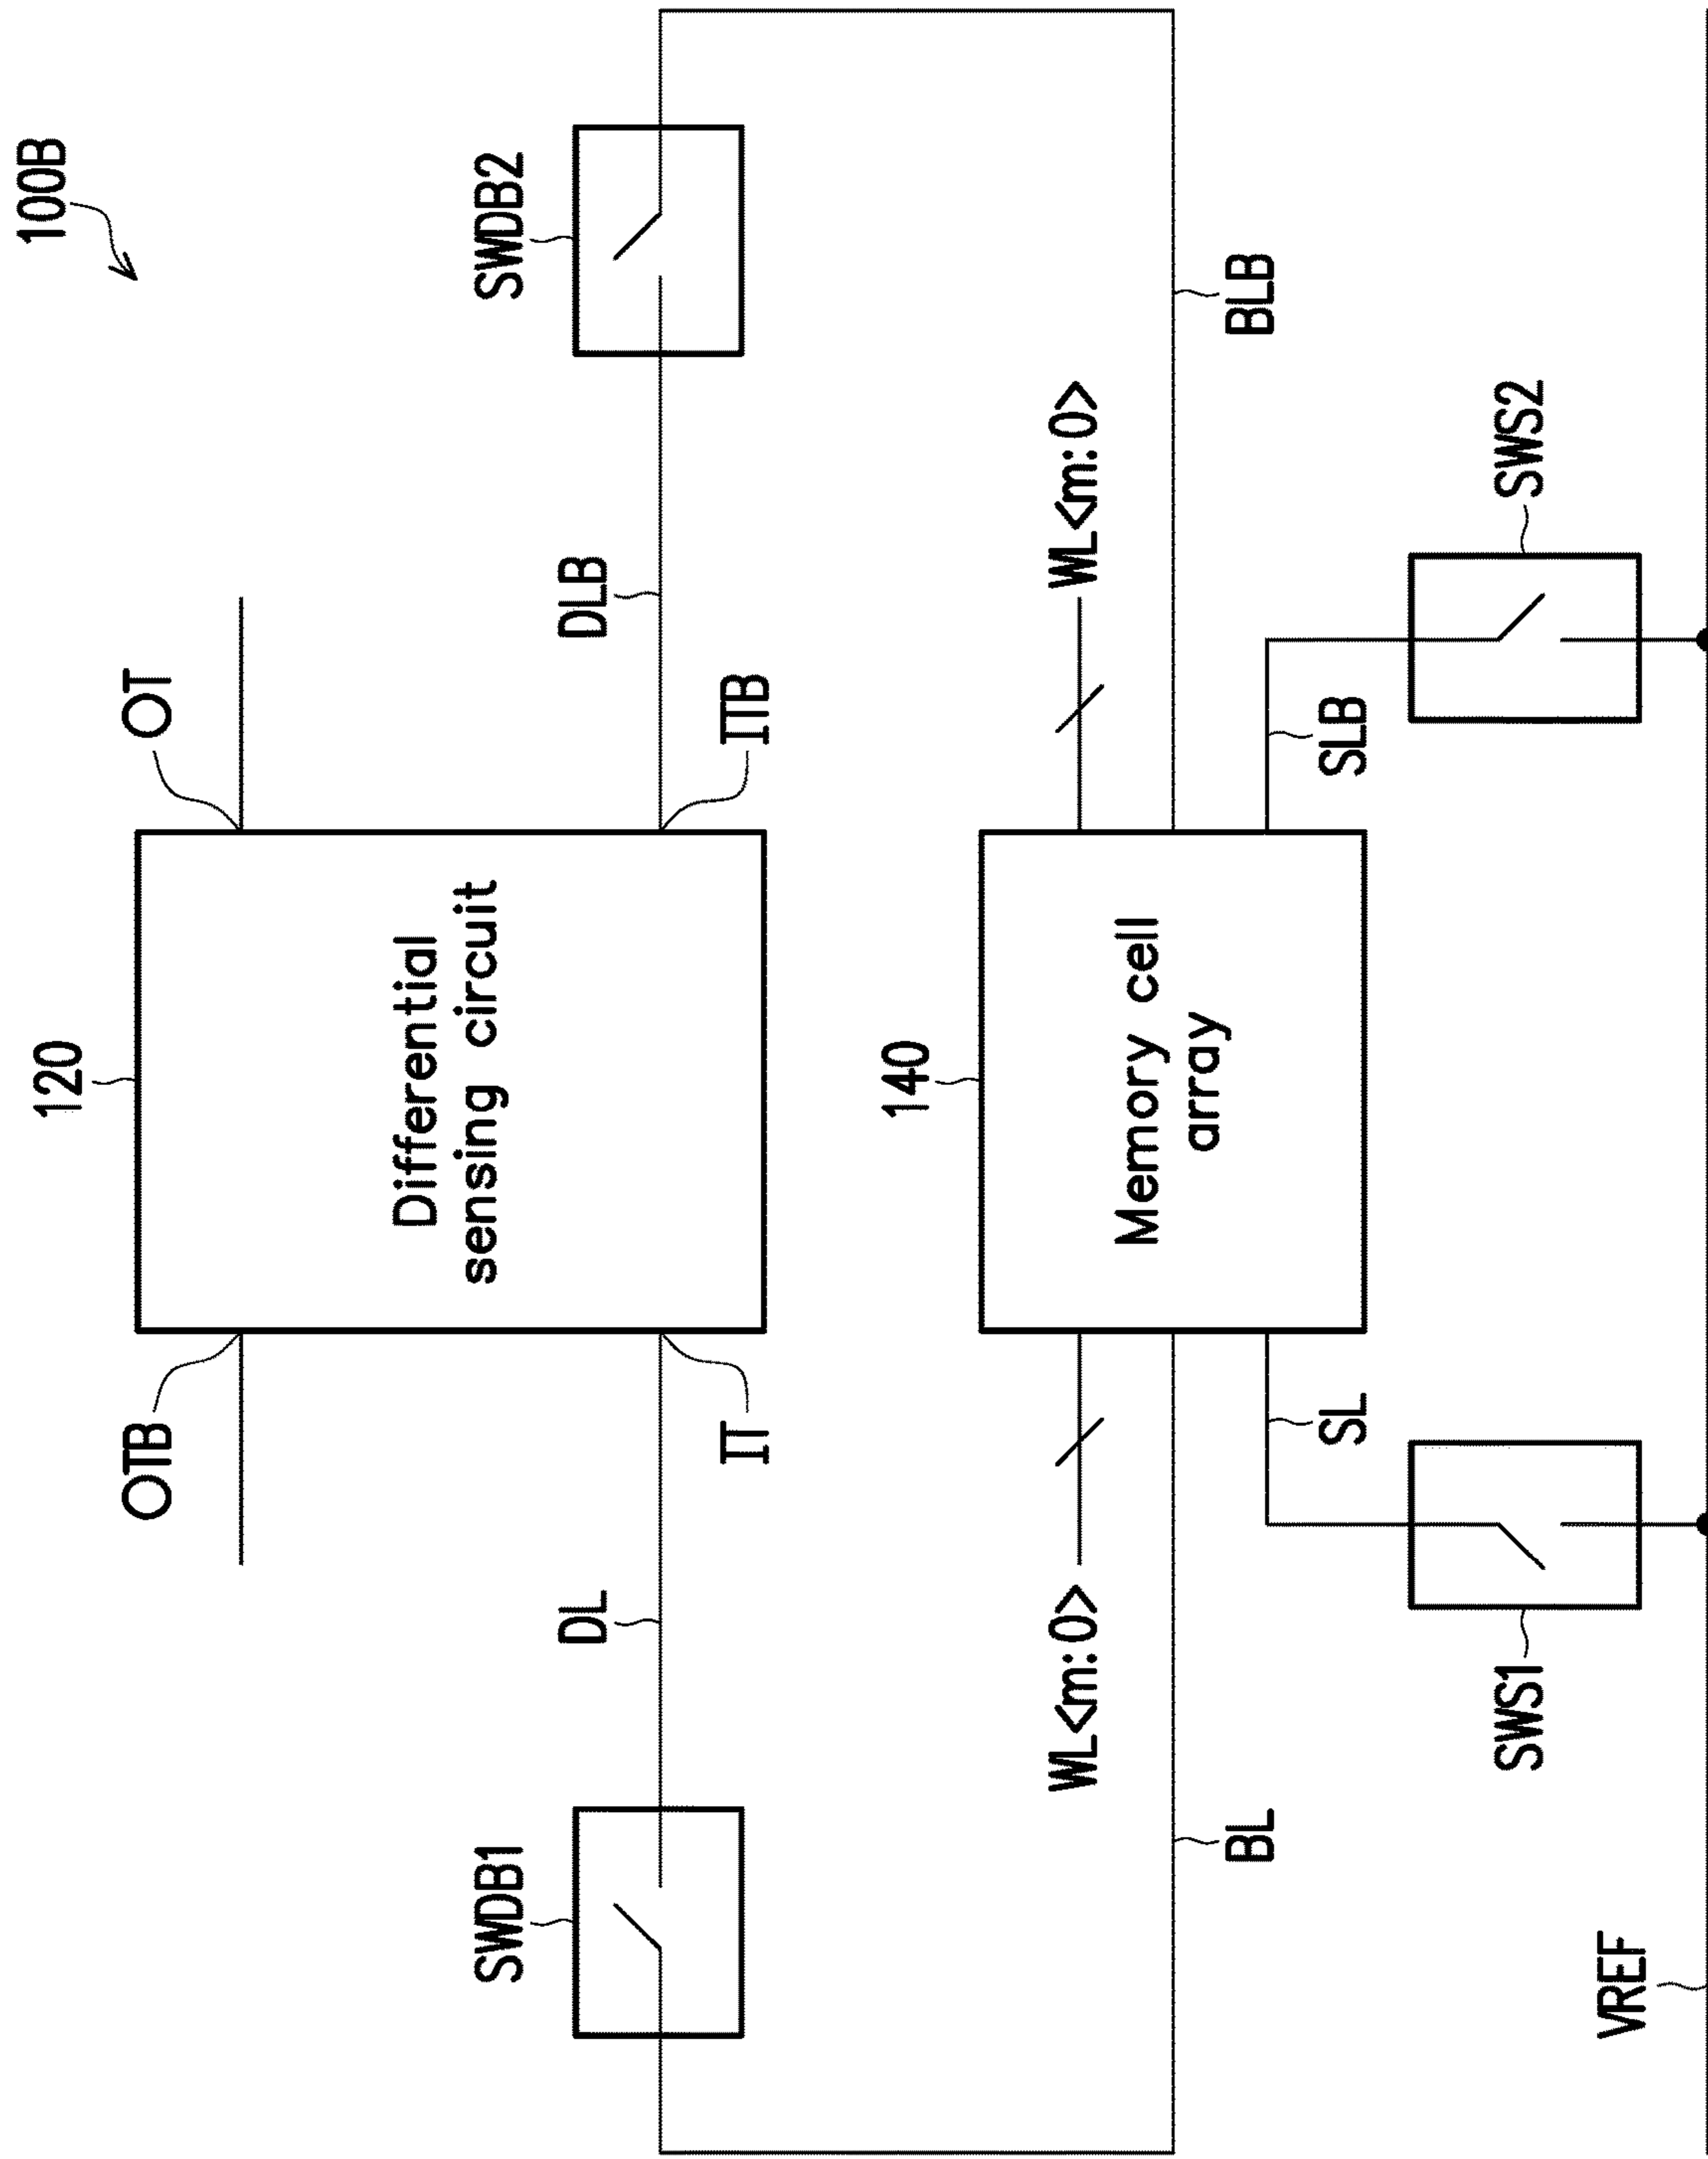 100B
120
OTB
OT
Differential
sensing circuit
SWDB1
SWDB2
DL
DLB
IT
ITB
140
WL<m:0>
WL<m:0>
Memory cell
array
BL
BLB
SL
SLB
SWS1
SWS2
VREF